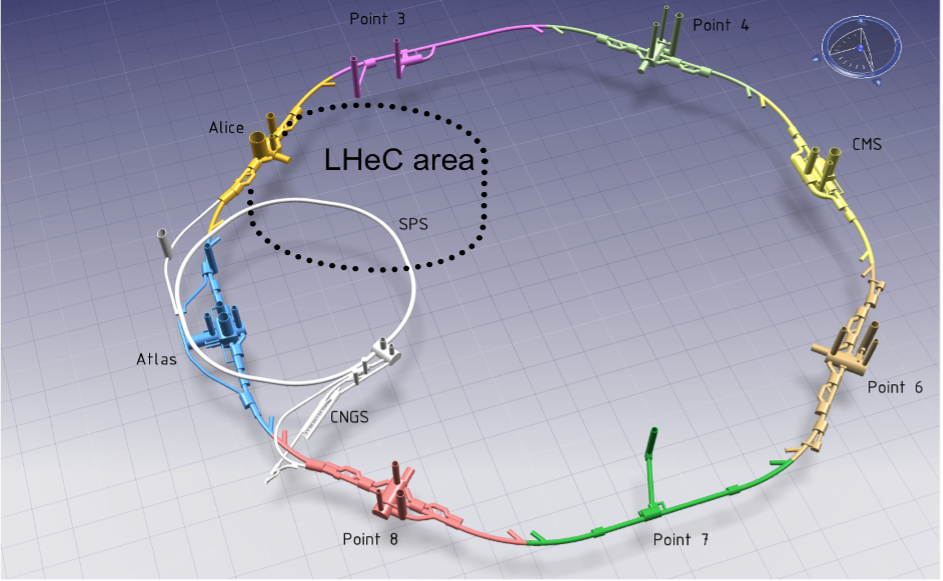 Point 3
Point 4
Alice
LHeC area
CMS
SPS
Atlas
Point 6
CNGS
Point 8
Point 7